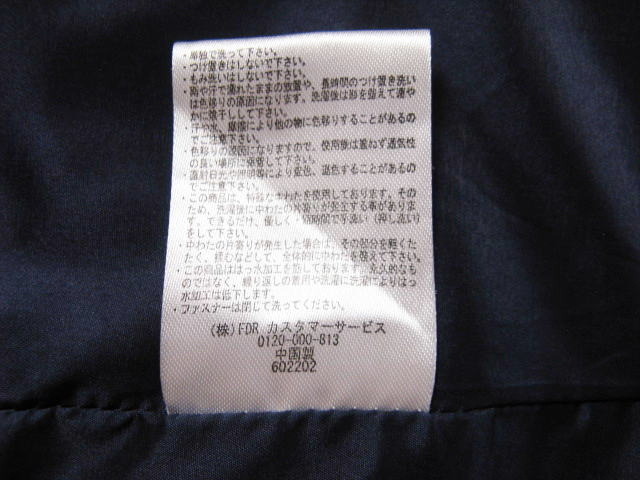 ・単独で洗って下さい。
・つけ置きはしないで下さい。
・もみ洗いはしないで下さい。
・雨や汗で濡れたままの放置や、長時間のつけ置き洗い
は色移りの原因になります。洗濯後は形を整えて速や
かに陰干しして下さい。
・汗や水、摩擦により他の物に色移りすることがあるの
でご注意下さい。
・色移りの原因になりますので、使用後は重ねず通気性
の良い場所に保管して下さい。
・直射日光や照明等により変色、退色することがあるの
でご注意下さい。
・この商品は、特殊な中わたを使用しております。その
ため、洗濯後に中わたの片寄りが発生する事がありま
す。できるだけ、優しく短時間で手洗い（押し洗い）
をして下さい。
・中わたの片寄りが発生した場合は、その部分を軽くた
たく、揉むなどして、全体的に中わたを整えて下さい。
・この商品ははっ水加工を施しておりますが永久的なも
のではなく、繰り返しの着用や洗濯に洗濯によりはっ
水加工は低下します。
・ファスナーは閉じて洗ってください。
（株）FDR カスタマーサービス
0120-000-813
中国製
602202